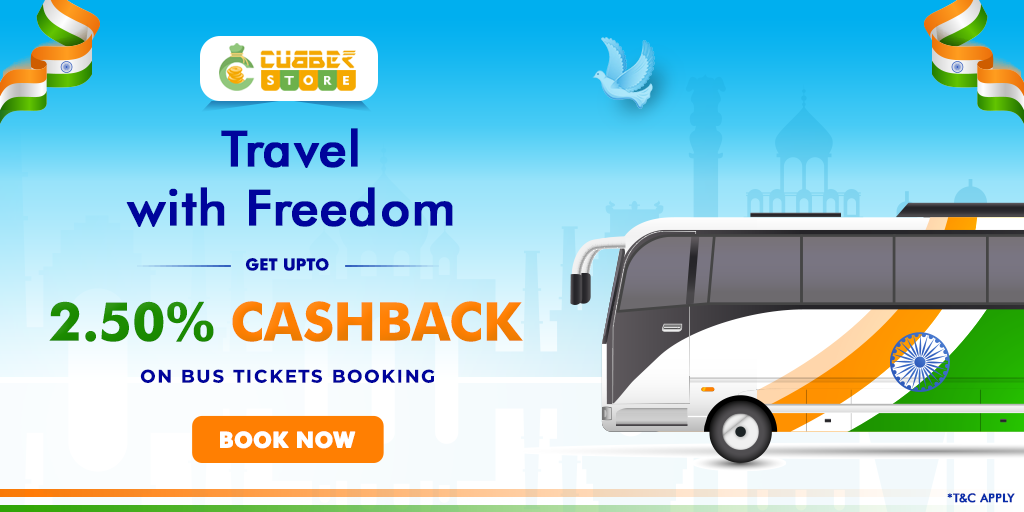 CUBBER
STORE
Travel
with Freedom
GET UPTO
2.50% CASHBACK
ON BUS TICKETS BOOKING
BOOK NOW
*T&C APPLY